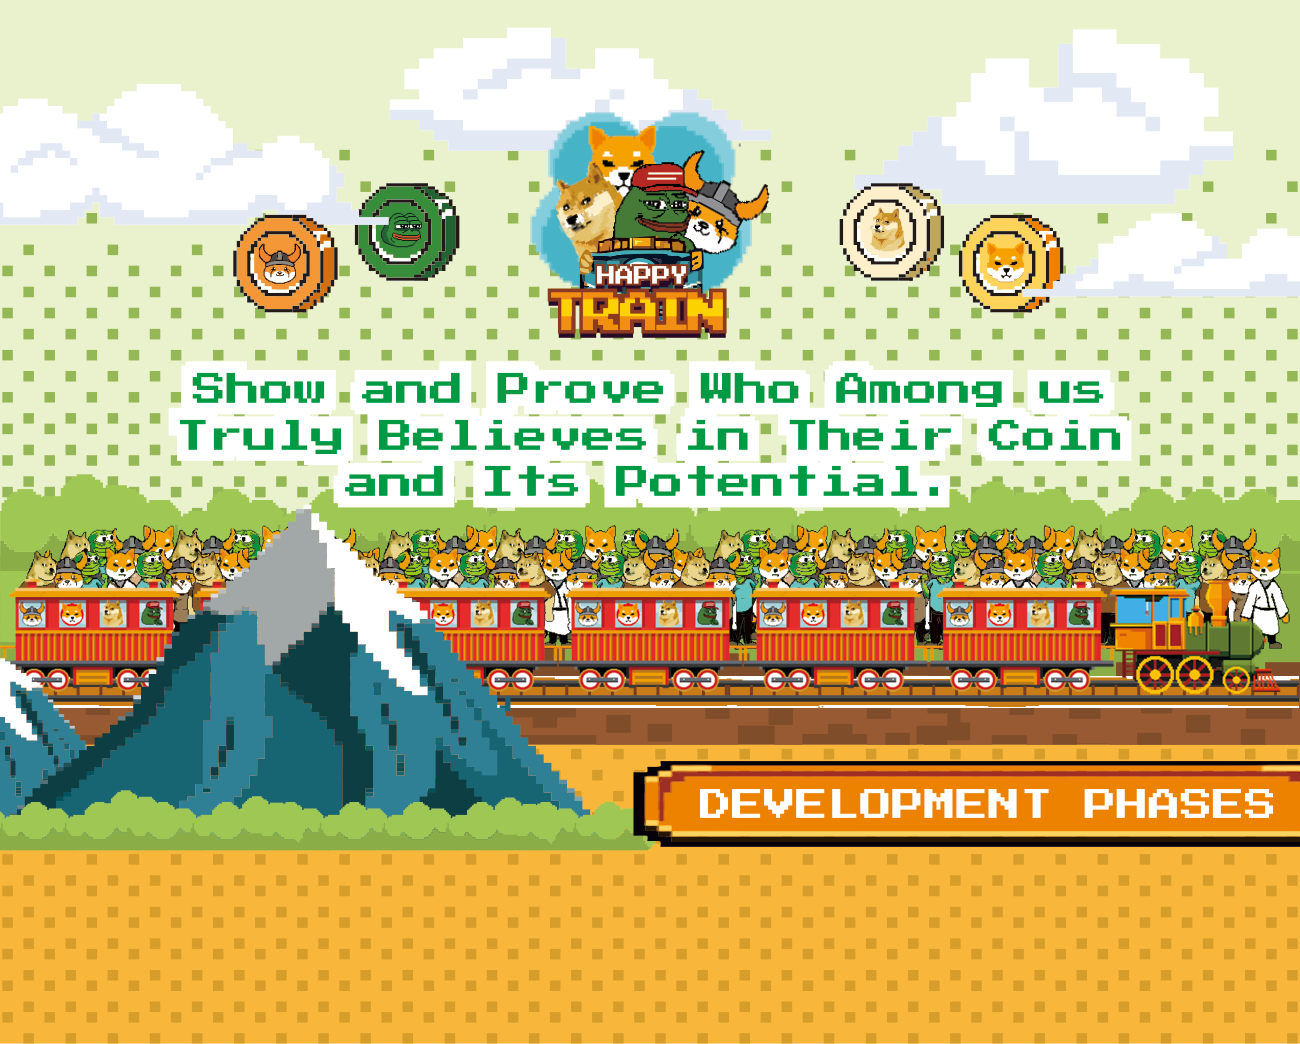 HAPPY
TRAIN
Show and Prove Who Among us
Truly Believes in Their Coin
and Its Potential.
DEVELOPMENT PHASES